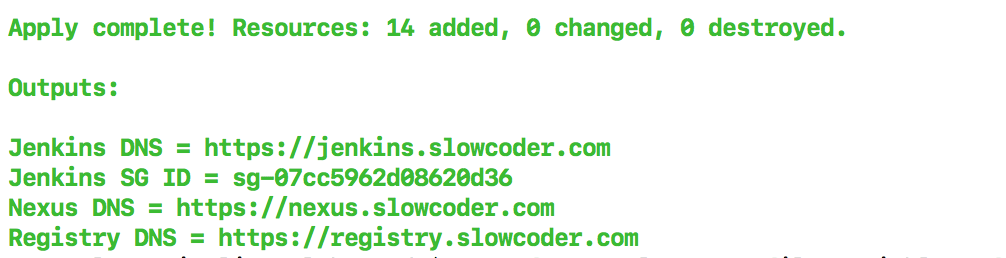 Apply complete! Resources: 14 added, 0 changed, 0 destroyed.
Outputs:
Jenkins DNS = https://jenkins.slowcoder.com
Jenkins SG ID = sg-07cc5962d08620d36
Nexus DNS = https://nexus.slowcoder.com
Registry DNS = https://registry.slowcoder.com